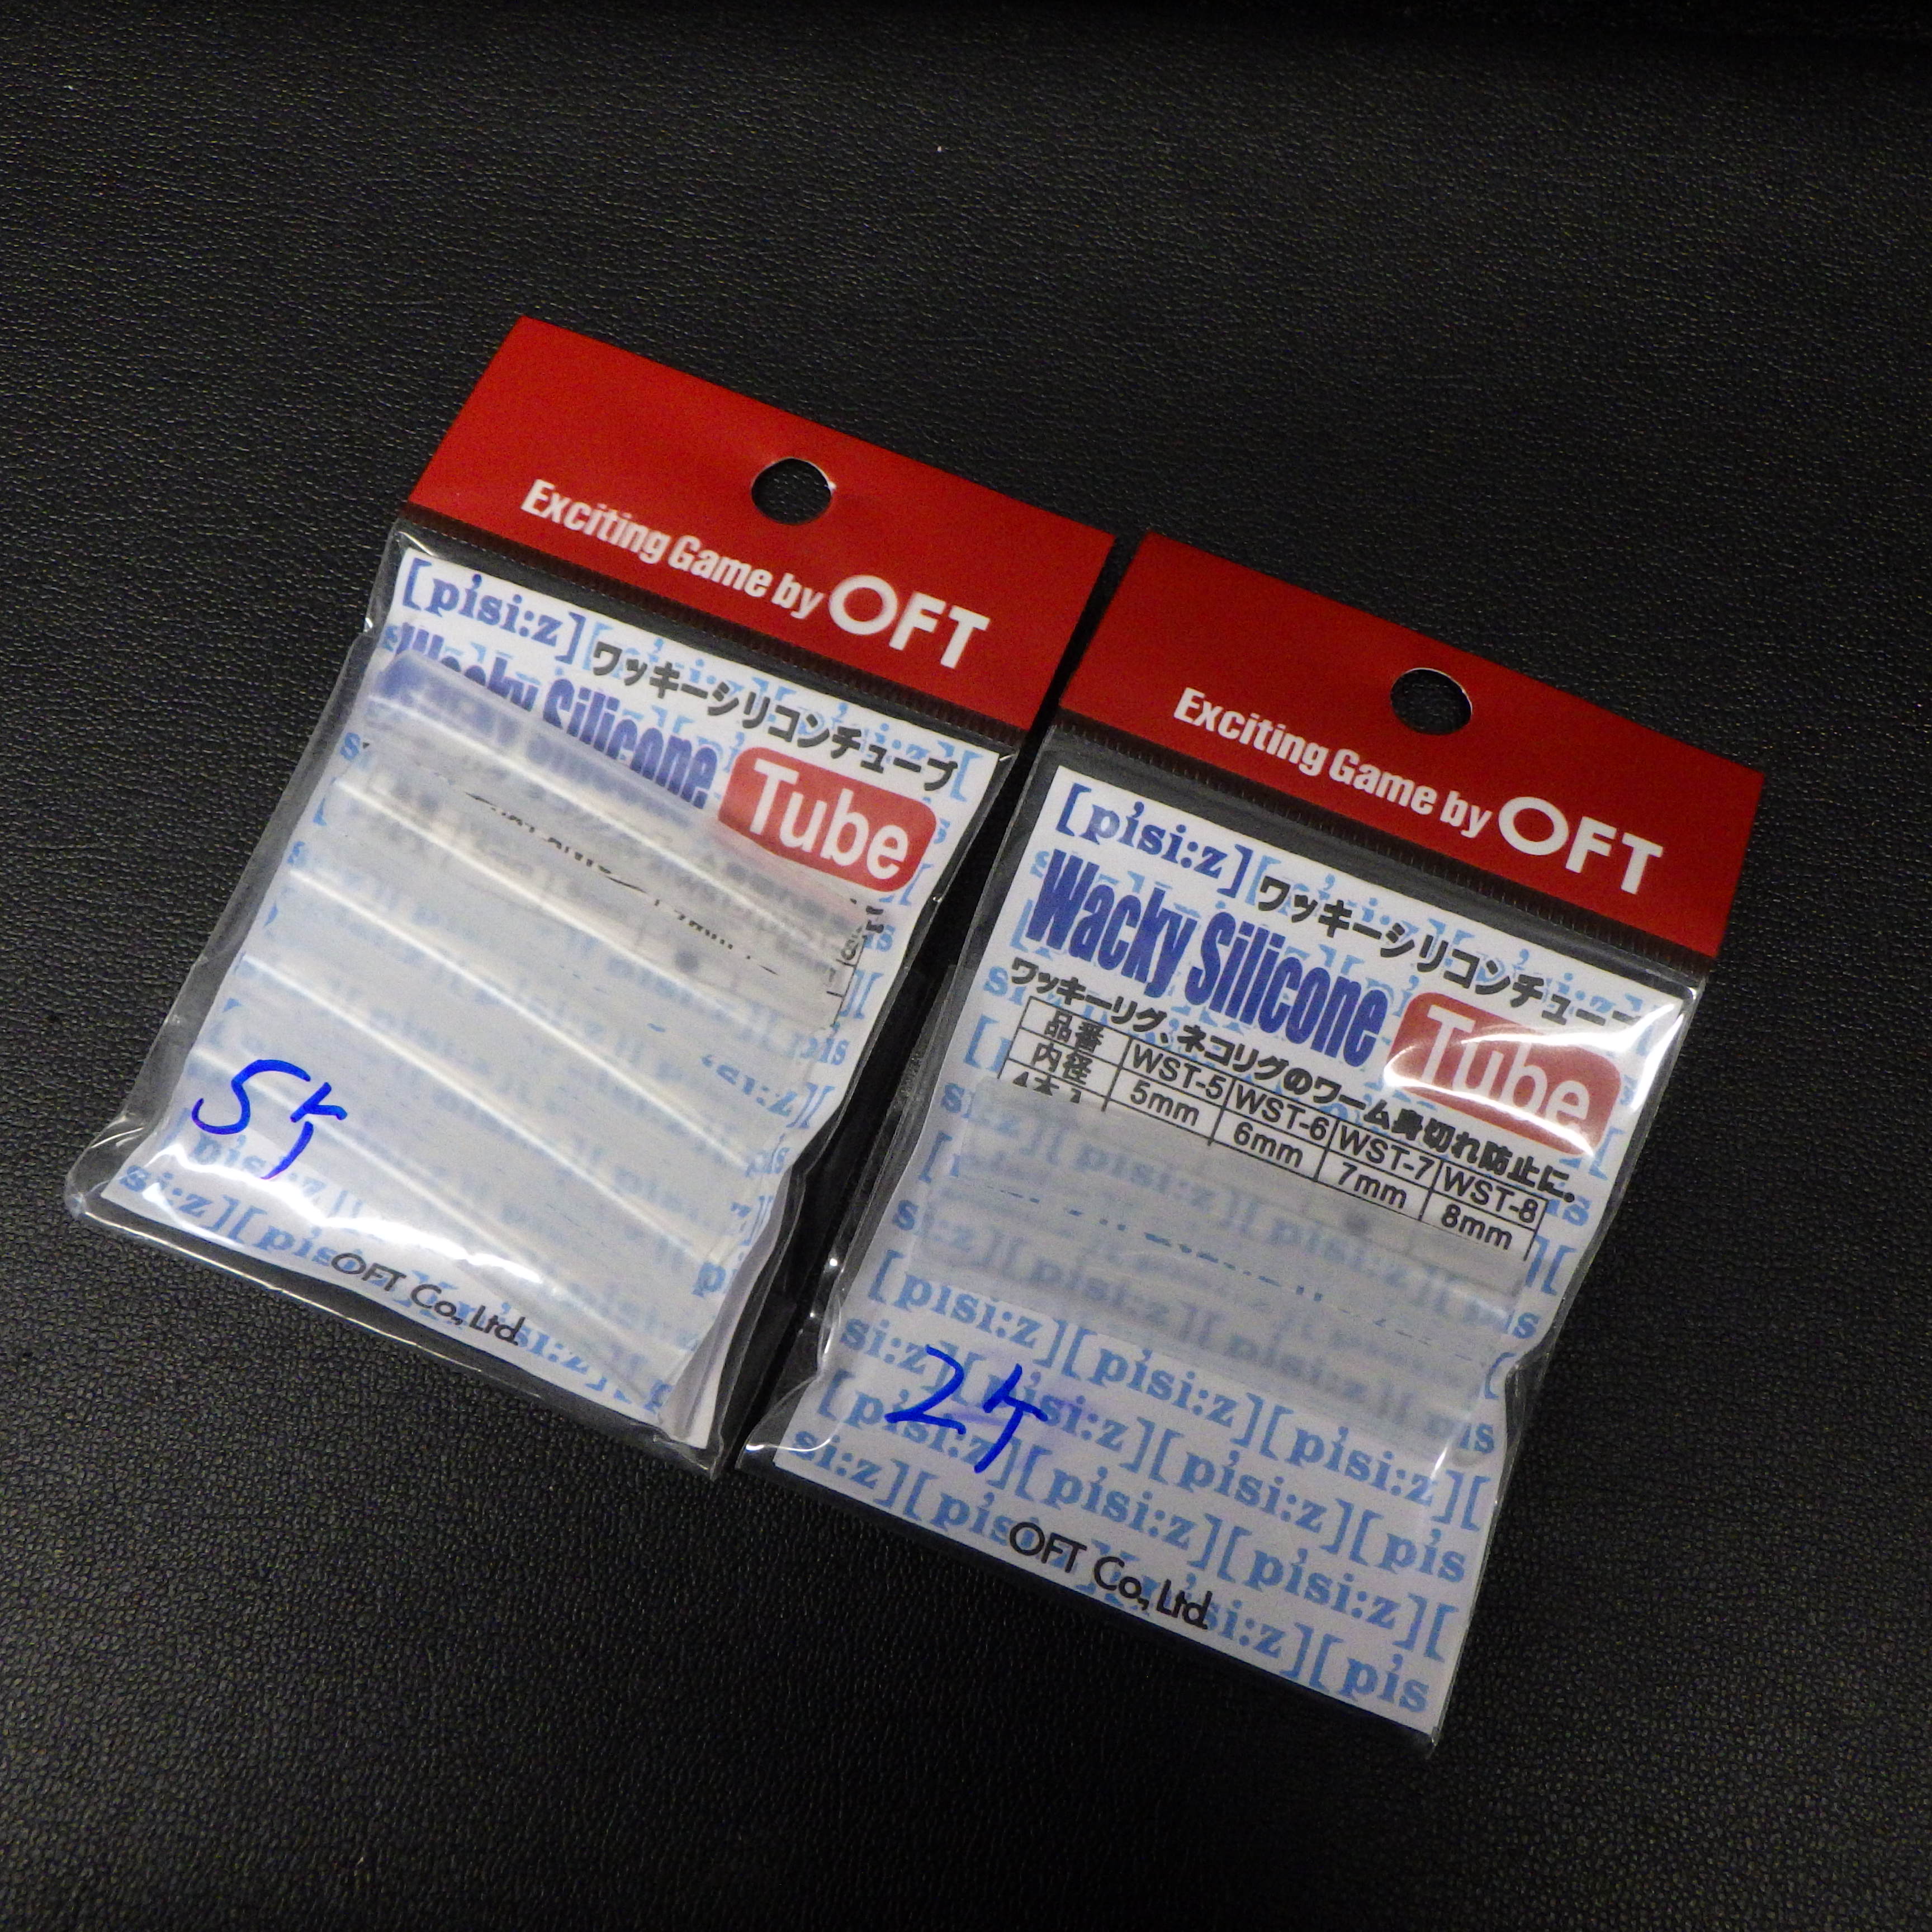 Exciting Game by OFT
[písi:z]
ワッキーシリコンチューブ
Wacky Silicone
Tube
5ケ
OFT Co., Ltd.
Exciting Game by OFT
[písi:z]
ワッキーシリコンチュー
Wacky Silicone
Tube
ワッキーリグ、ネコリグのワーム身切れ防止に。
品番 WST-5 WST-6 WST-7 WST-8
内径 5mm 6mm 7mm 8mm
2ケ
OFT Co., Ltd.